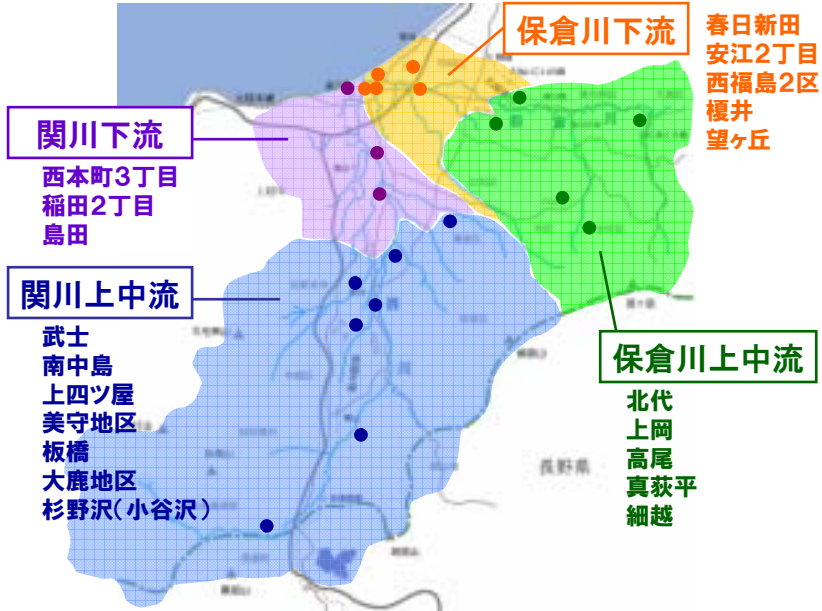 保倉川下流
春日新田
安江2丁目
西福島2区
榎井
望ヶ丘
関川下流
西本町3丁目
稲田2丁目
島田
関川上中流
武士
南中島
上四ツ屋
美守地区
板橋
大鹿地区
杉野沢(小谷沢)
保倉川上中流
北代
上岡
高尾
真荻平
細越
長野県